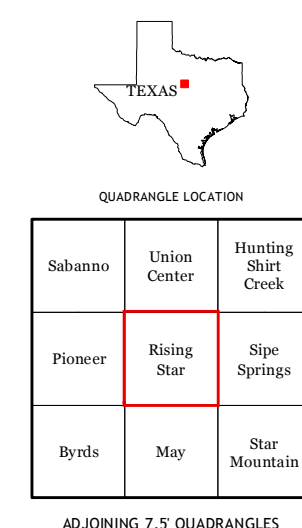 TEXAS
QUADRANGLE LOCATION
Sabanno
Union
Center
Hunting
Shirt
Creek
Pioneer
Rising
Star
Sipe
Springs
Byrds
May
Star
Mountain
ADJOINING 7.5' QUADRANGLES